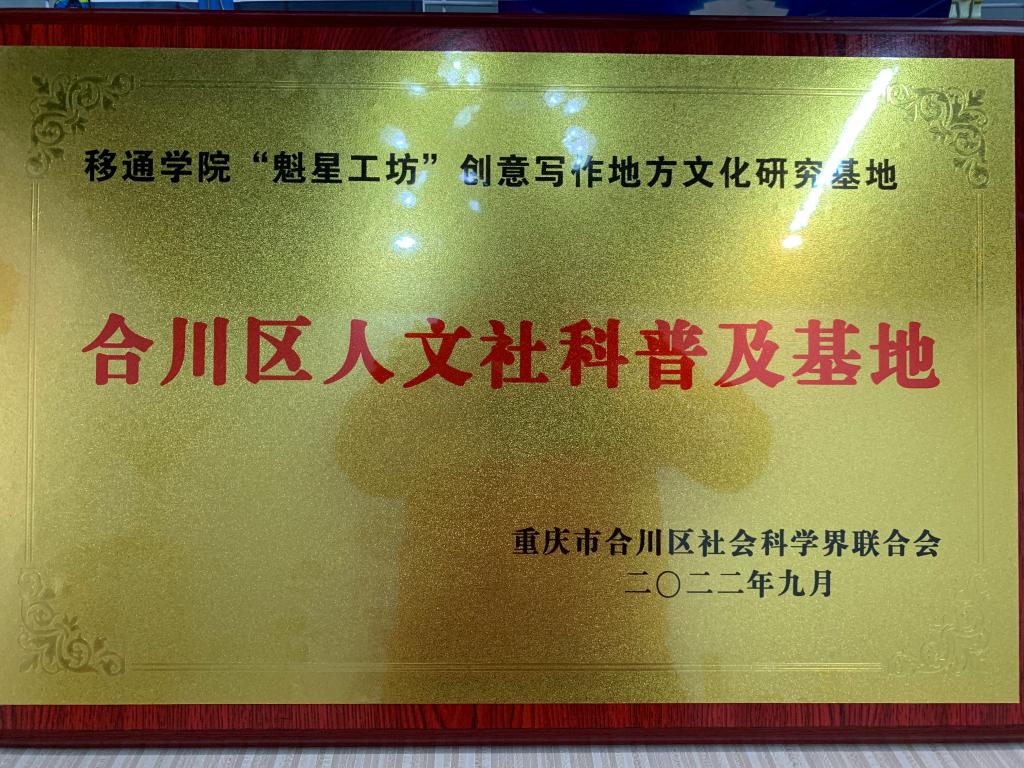 移通学院“魁星工坊”创意写作地方文化研究基地
合川区人文社科普及基地
重庆市合川区社会科学界联合会
二〇二二年九月